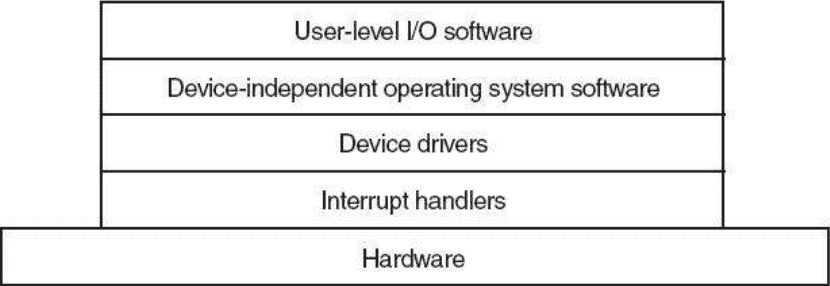 User-level I/O software
Device-independent operating system software
Device drivers
Interrupt handlers
Hardware